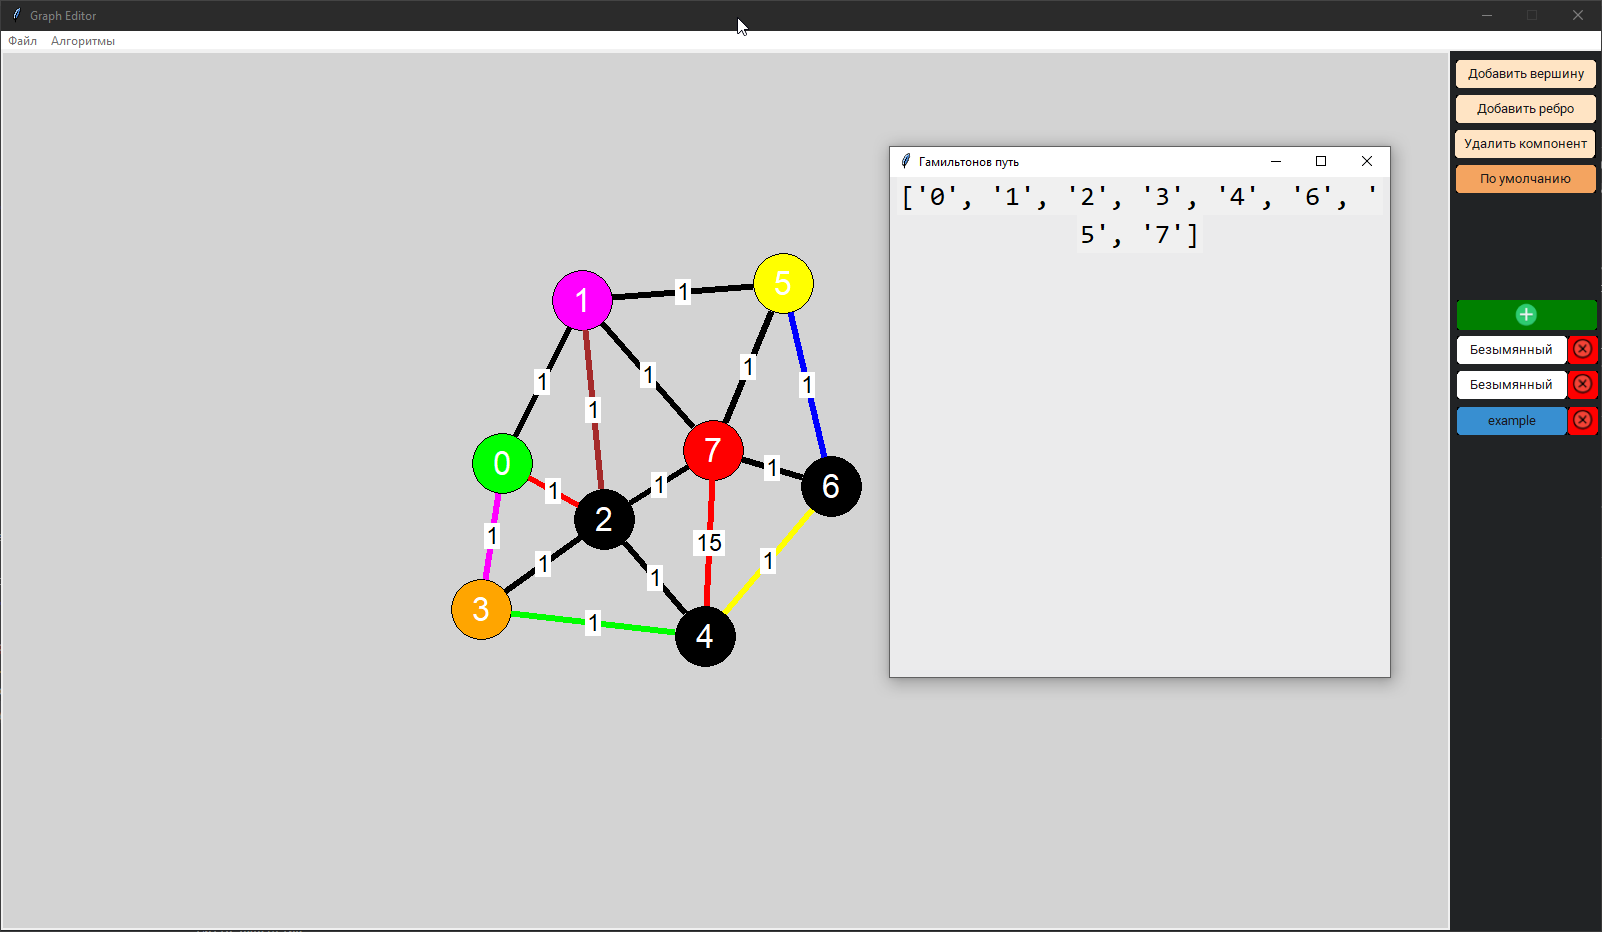 Graph Editor
Файл Алгоритмы
Добавить вершину
Добавить ребро
Удалить компонент
По умолчанию
Безымянный
Безымянный
example
Гамильтонов путь
['0', '1', '2', '3', '4', '6', '
5', '7']
1
5
1
1
1
1
1
1
7
0
1
6
1
1
2
1
15
1
1
1
3
1
4